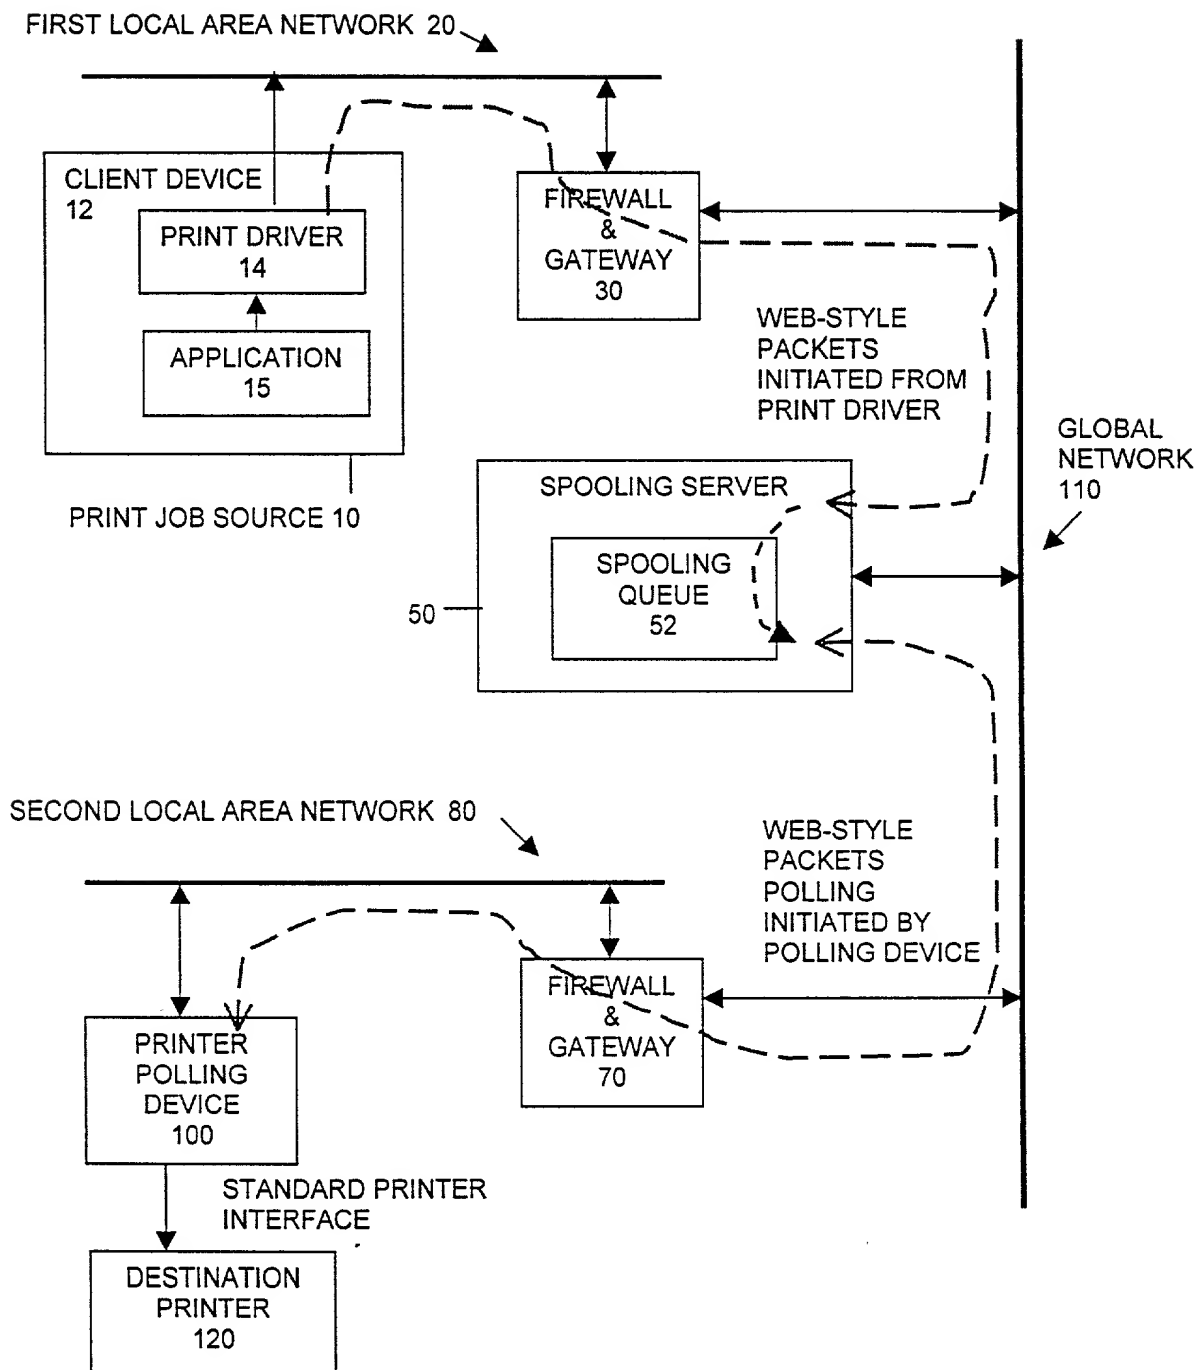 FIRST LOCAL AREA NETWORK 20
CLIENT DEVICE
12
PRINT DRIVER
14
APPLICATION
15
PRINT JOB SOURCE 10
FIREWALL
&
GATEWAY
30
WEB-STYLE
PACKETS
INITIATED FROM
PRINT DRIVER
GLOBAL
NETWORK
110
SPOOLING SERVER
SPOOLING
QUEUE
52
50
SECOND LOCAL AREA NETWORK 80
WEB-STYLE
PACKETS
POLLING
INITIATED BY
POLLING DEVICE
FIREWALL
&
GATEWAY
70
PRINTER
POLLING
DEVICE
100
STANDARD PRINTER
INTERFACE
DESTINATION
PRINTER
120